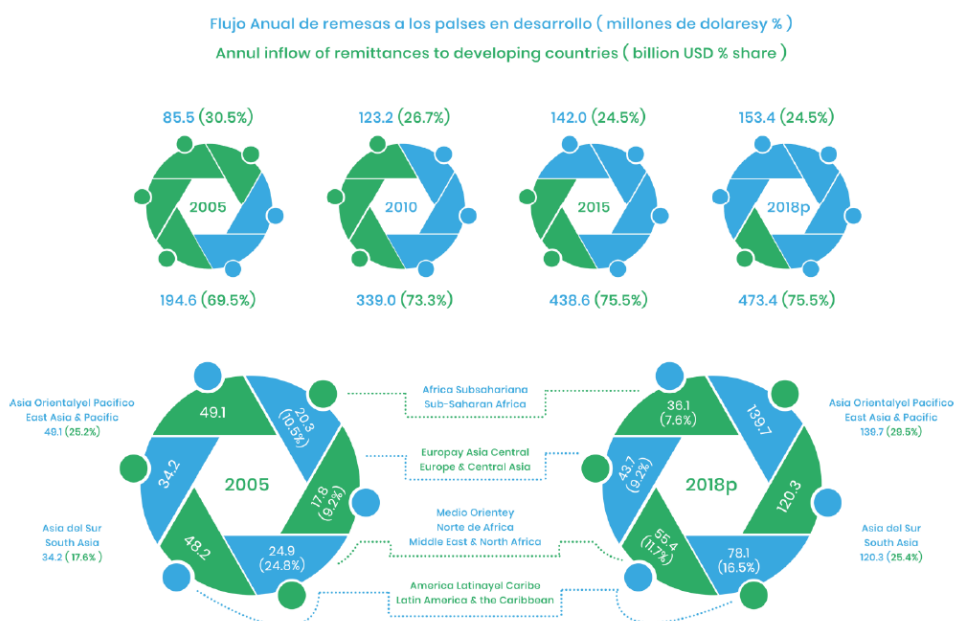 Flujo Anual de remesas a los palses en desarrollo ( millones de dolaresy % )
Annul inflow of remittances to developing countries ( billion USD % share )
85.5 (30.5%)
123.2 (26.7%)
142.0 (24.5%)
153.4 (24.5%)
2005
2010
2015
2018p
194.6 (69.5%)
339.0 (73.3%)
438.6 (75.5%)
473.4 (75.5%)
Asia Orientalyel Pacifico
East Asia & Pacific
49.1 (25.2%)
Asia del Sur
South Asia
34.2 ( 17.6%)
49.1
20.3
(10.5%)
34.2
2005
17.8
(9.2%)
48.2
24.9
(24.8%)
Africa Subsahariana
Sub-Saharan Africa
Europay Asia Central
Europe & Central Asia
Medio Orientey
Norte de Africa
Middle East & North Africa
America Latinayel Caribo
Latin America & the Caribboan
36.1
(7.6%)
139.7
43.7
(9.2%)
2018p
120.3
55.4
(11.7%)
78.1
(16.5%)
Asia Orientalyel Pacifico
East Asia & Pacific
139.7 (29.5%)
Asia del Sur
South Asia
120.3 (25.4%)